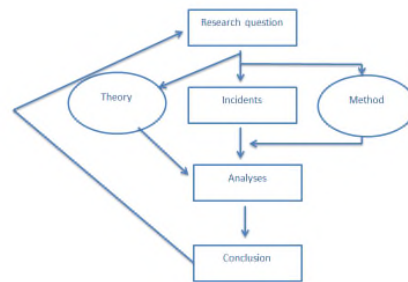 Research question
Theory
Incidents
Method
Analyses
Conclusion